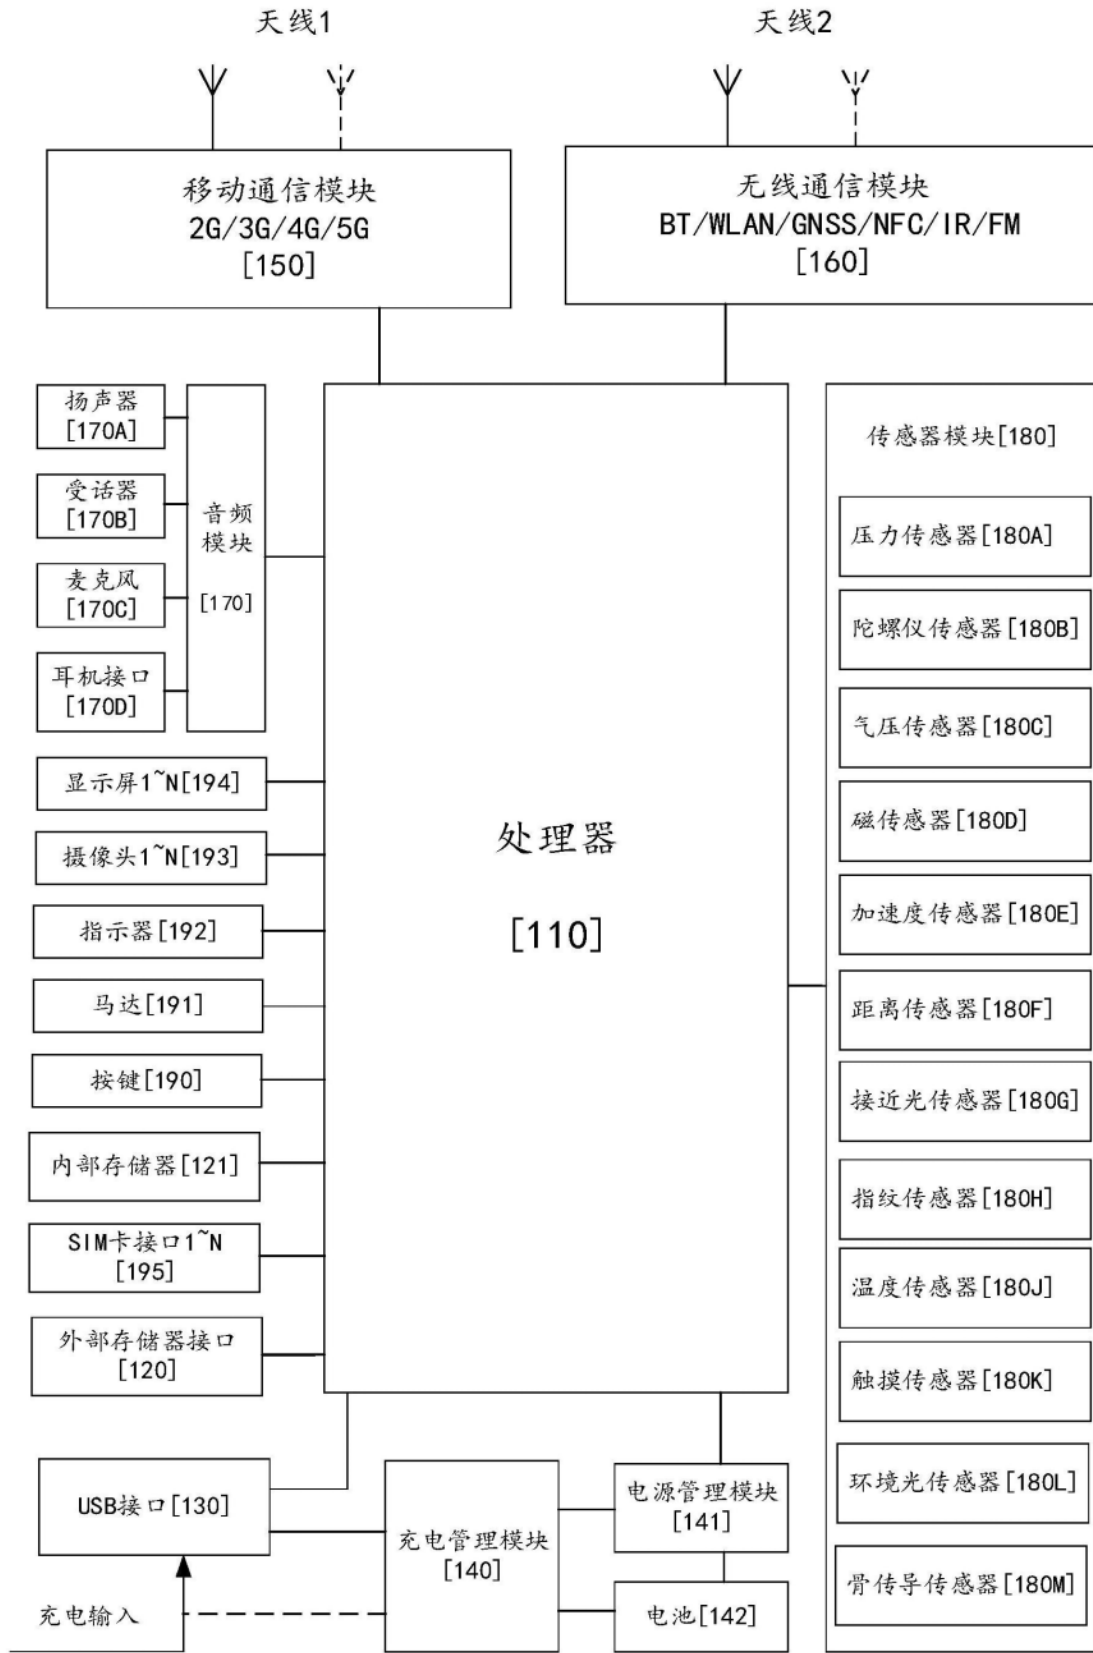 天线1
天线2
移动通信模块
2G/3G/4G/5G
[150]
无线通信模块
BT/WLAN/GNSS/NFC/IR/FM
[160]
扬声器
[170A]
受话器
[170B]
麦克风
[170C]
耳机接口
[170D]
音频
模块
[170]
显示屏1~N[194]
摄像头1~N[193]
指示器[192]
马达[191]
按键[190]
内部存储器[121]
SIM卡接口1~N
[195]
外部存储器接口
[120]
处理器
[110]
传感器模块[180]
压力传感器[180A]
陀螺仪传感器[180B]
气压传感器[180C]
磁传感器[180D]
加速度传感器[180E]
距离传感器[180F]
接近光传感器[180G]
指纹传感器[180H]
温度传感器[180J]
触摸传感器[180K]
环境光传感器[180L]
骨传导传感器[180M]
USB接口[130]
充电输入
充电管理模块
[140]
电源管理模块
[141]
电池[142]